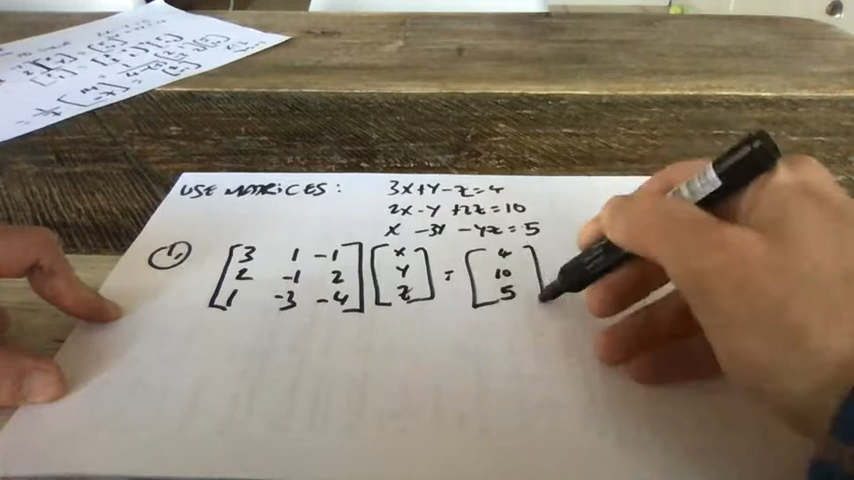 USE MATRICES: 3X+Y-Z=4
2X-Y+2Z=10
X-3Y-4Z=5
1. [3 1 -1] [X] = [4]
[2 -1 2] [Y] [10]
[1 -3 -4] [Z] [5]